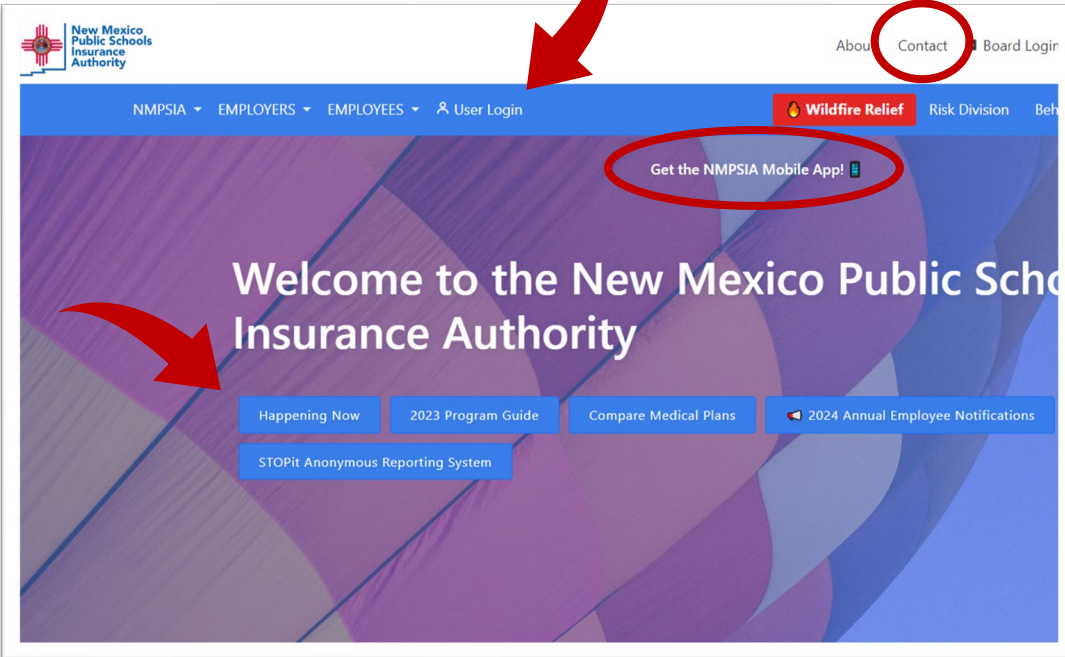 New Mexico
Public Schools
Insurance
Authority
Abou Contact Board Login
NMPSIA EMPLOYERS EMPLOYEES User Login Wildfire Relief Risk Division Beh
Get the NMPSIA Mobile App!
Welcome to the New Mexico Public Scho
Insurance Authority
Happening Now 2023 Program Guide Compare Medical Plans 2024 Annual Employee Notifications
STOPit Anonymous Reporting System